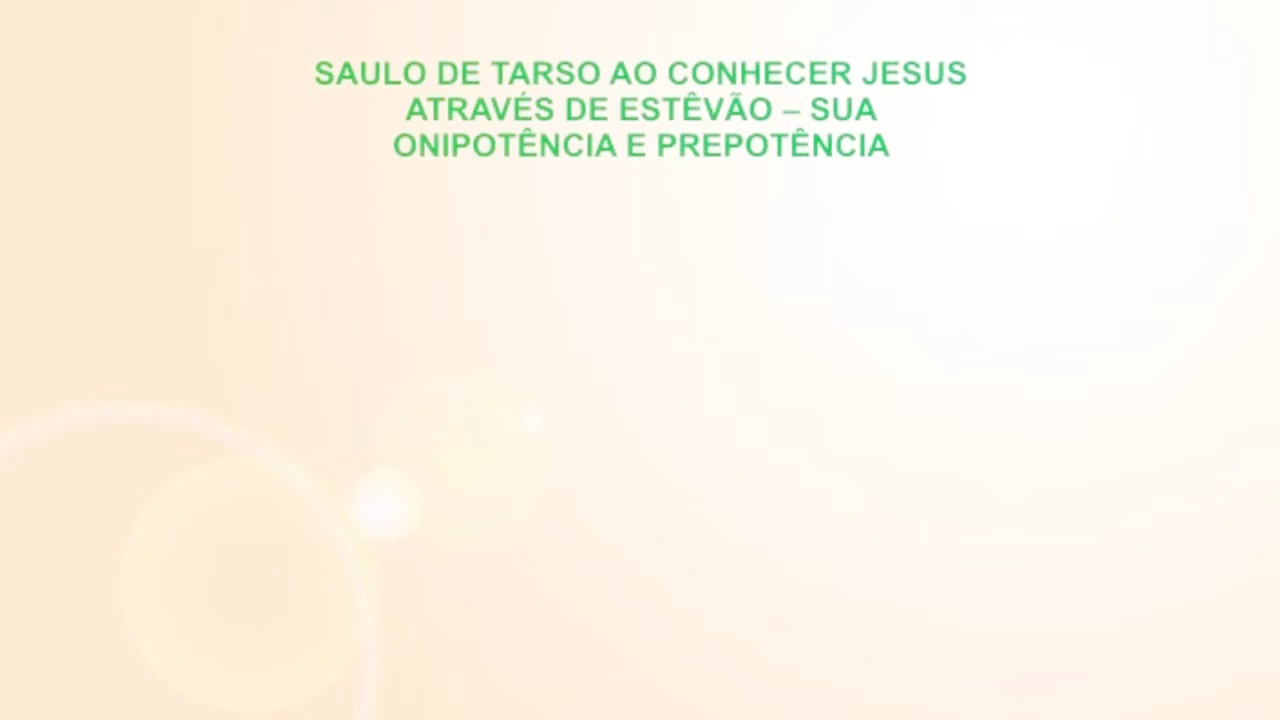 SAULO DE TARSO AO CONHECER JESUS
ATRAVÉS DE ESTÊVÃO – SUA
ONIPOTÊNCIA E PREPOTÊNCIA